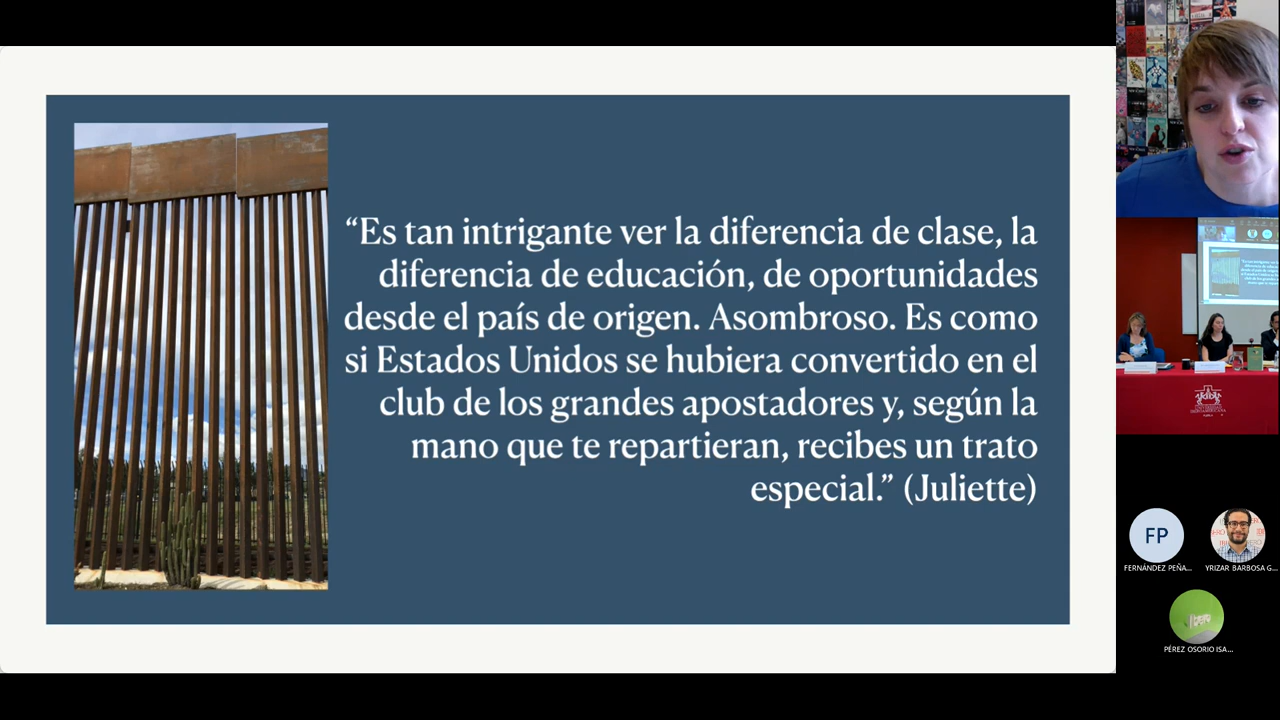 “Es tan intrigante ver la diferencia de clase, la
diferencia de educación, de oportunidades
desde el país de origen. Asombroso. Es como
si Estados Unidos se hubiera convertido en el
club de los grandes apostadores y, según la
mano que te repartieran, recibes un trato
especial.” (Juliette)
FP
FERNÁNDEZ PEÑA...
YRIZAR BARBOSA G...
PÉREZ OSORIO ISA...